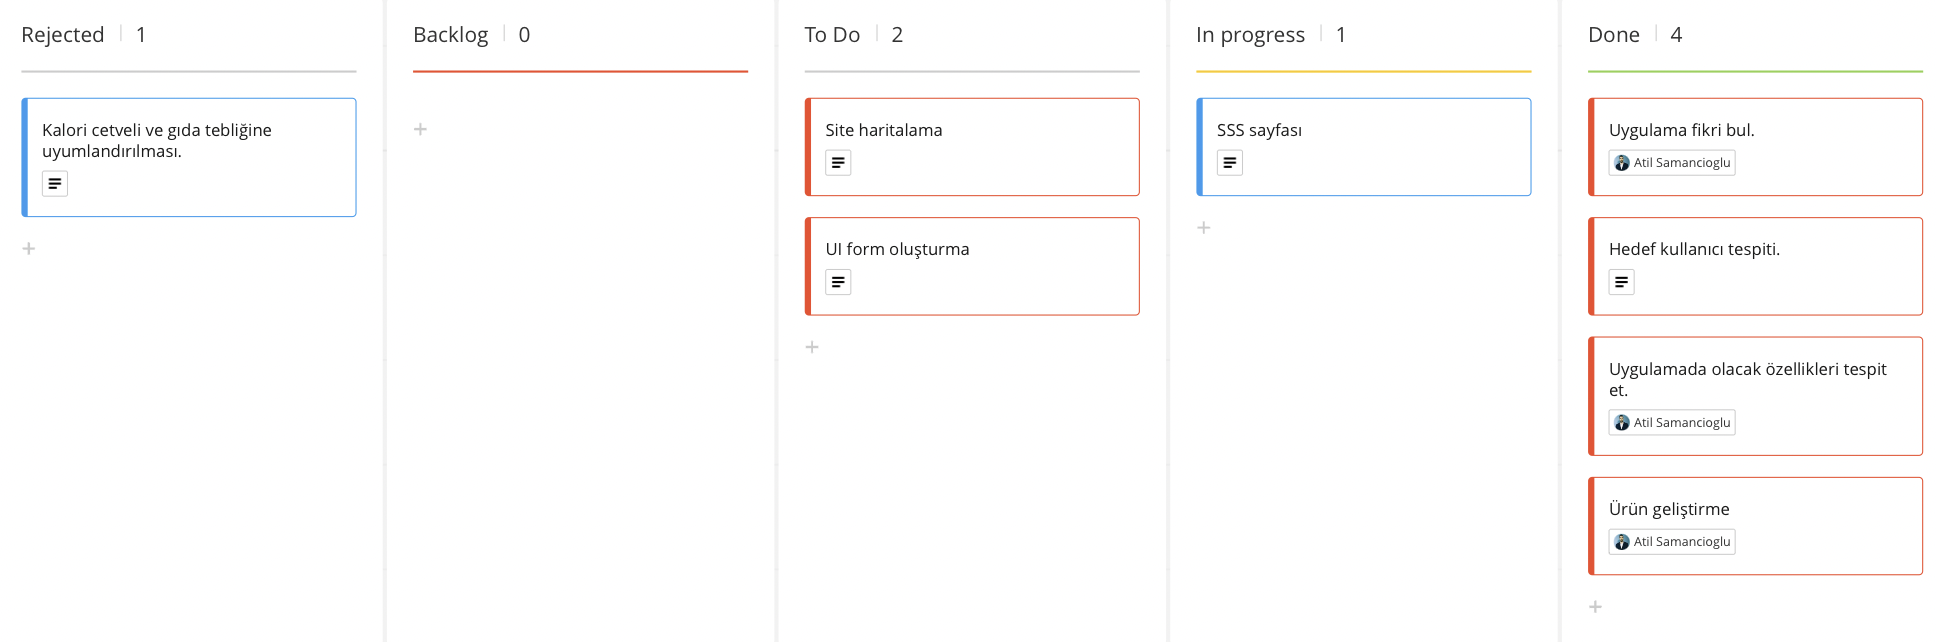 Rejected 1
Kalori cetveli ve gıda tebliğine
uyumlandırılması.
Backlog 0
To Do 2
Site haritalama
UI form oluşturma
In progress 1
SSS sayfası
Done 4
Uygulama fikri bul.
Atil Samancioglu
Hedef kullanıcı tespiti.
Uygulamada olacak özellikleri tespit
et.
Atil Samancioglu
Ürün geliştirme
Atil Samancioglu